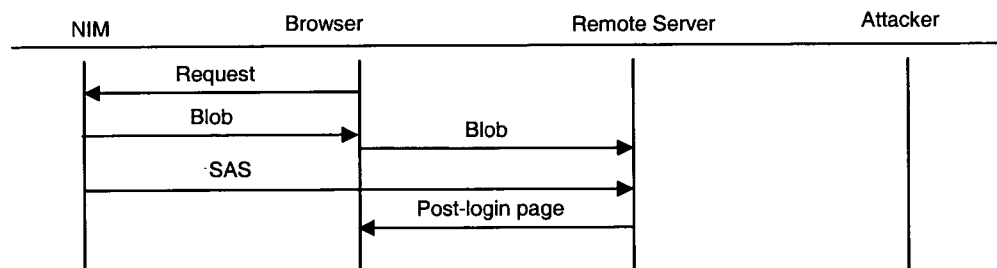 NIM Browser Remote Server Attacker
Request
Blob
Blob
SAS
Post-login page